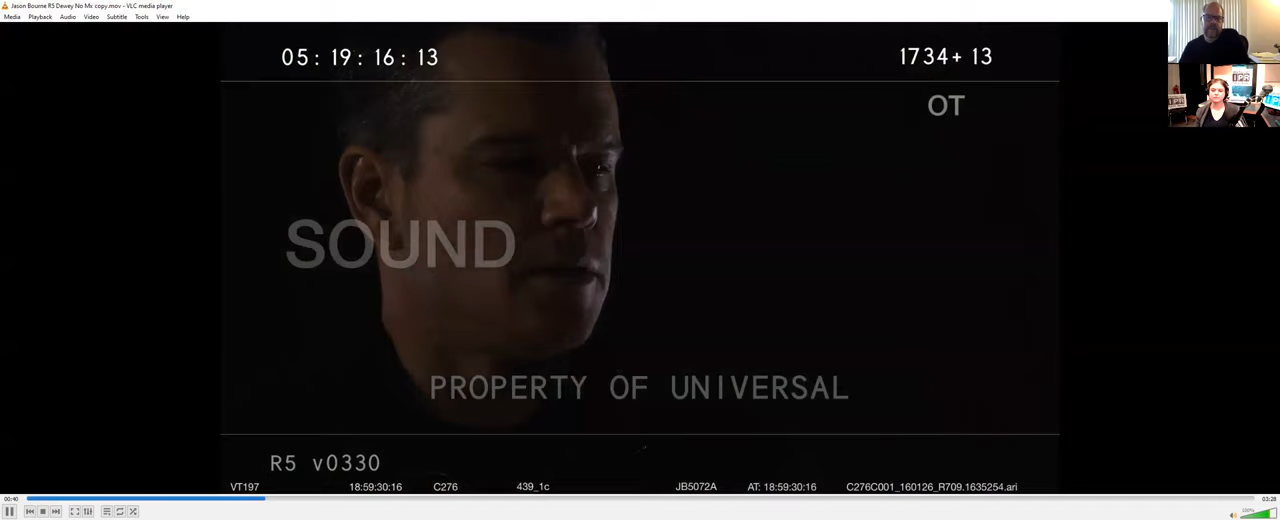 Jason Bourne R5 Dewey No Mx copy.mov - VLC media player
Media Playback Audio Video Subtitle Tools View Help
05:19:16:13
1734+13
OT
SOUND
PROPERTY OF UNIVERSAL
R5 v0330
VT197 18:59:30:16 C276 439_1c JB5072A AT: 18:59:30:16 C276C001_160126_R709.1635254.ari
00:40
03:28